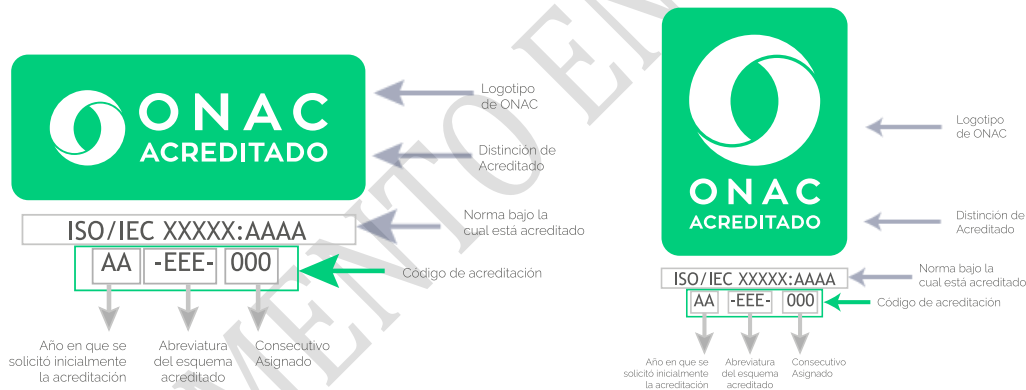 ONAC
ACREDITADO
Logotipo
de ONAC
Distinción de
Acreditado
ISO/IEC XXXXX:AAAA
Norma bajo la
cual está acreditado
AA -EEE- 000
Código de acreditación
Año en que se
solicitó inicialmente
la acreditación
Abreviatura
del esquema
acreditado
Consecutivo
Asignado
ONAC
ACREDITADO
Logotipo
de ONAC
Distinción de
Acreditado
ISO/IEC XXXXX:AAAA
Norma bajo la
cual está acreditado
AA -EEE- 000
Código de acreditación
Año en que se
solicitó inicialmente
la acreditación
Abreviatura
del esquema
acreditado
Consecutivo
Asignado
MENTO EN